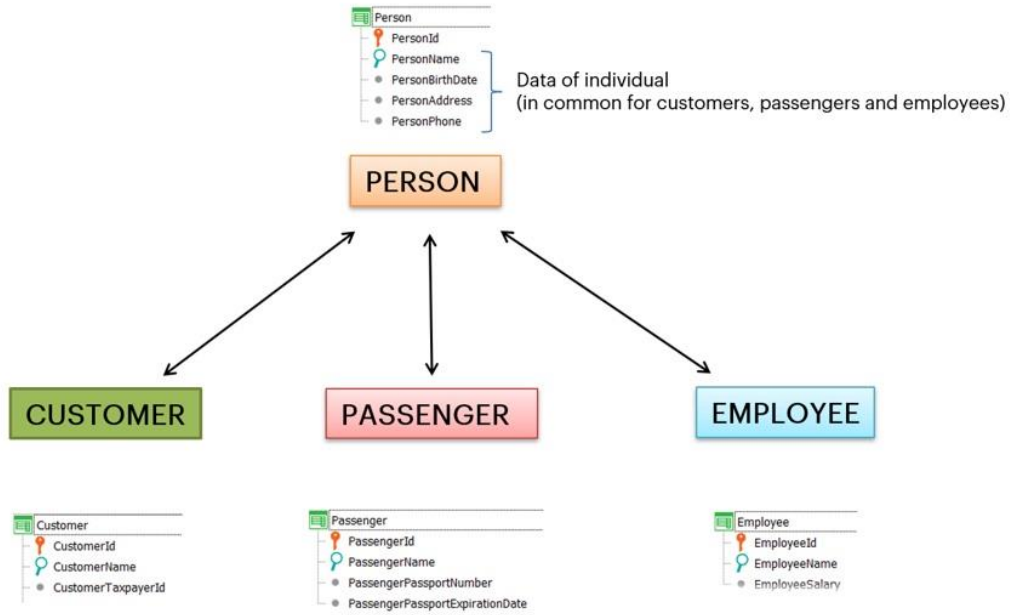 Person
PersonId
PersonName
PersonBirthDate
PersonAddress
PersonPhone
Data of individual
(in common for customers, passengers and employees)
PERSON
CUSTOMER
PASSENGER
EMPLOYEE
Customer
CustomerId
CustomerName
CustomerTaxpayerId
Passenger
PassengerId
PassengerName
PassengerPassportNumber
PassengerPassportExpirationDate
Employee
EmployeeId
EmployeeName
EmployeeSalary